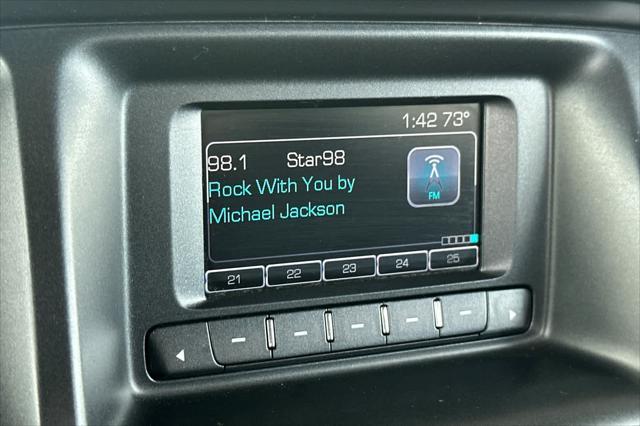 1:42 73°
98.1 Star98
Rock With You by
Michael Jackson
FM
21 22 23 24 25